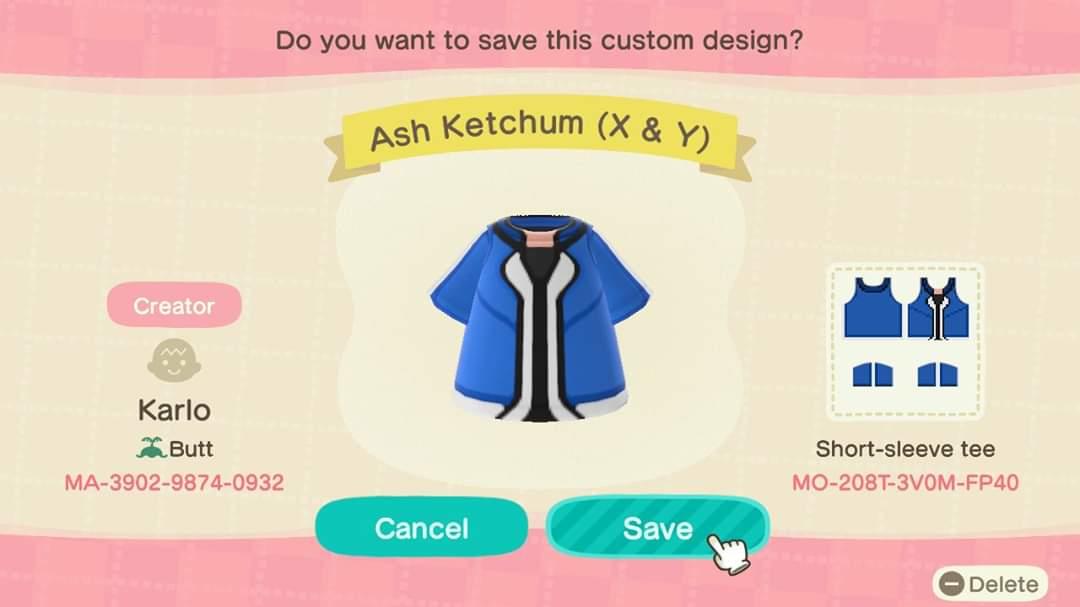 Do you want to save this custom design?
Ash Ketchum (X & Y)
Creator
Karlo
Butt
MA-3902-9874-0932
Short-sleeve tee
MO-208T-3V0M-FP40
Cancel
Save
Delete